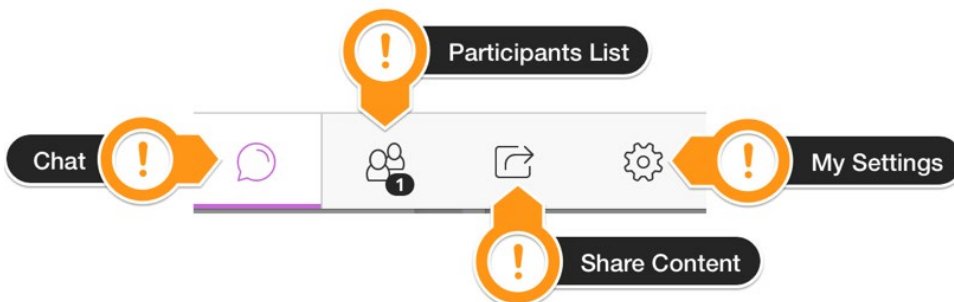 Participants List
Chat
1
My Settings
Share Content